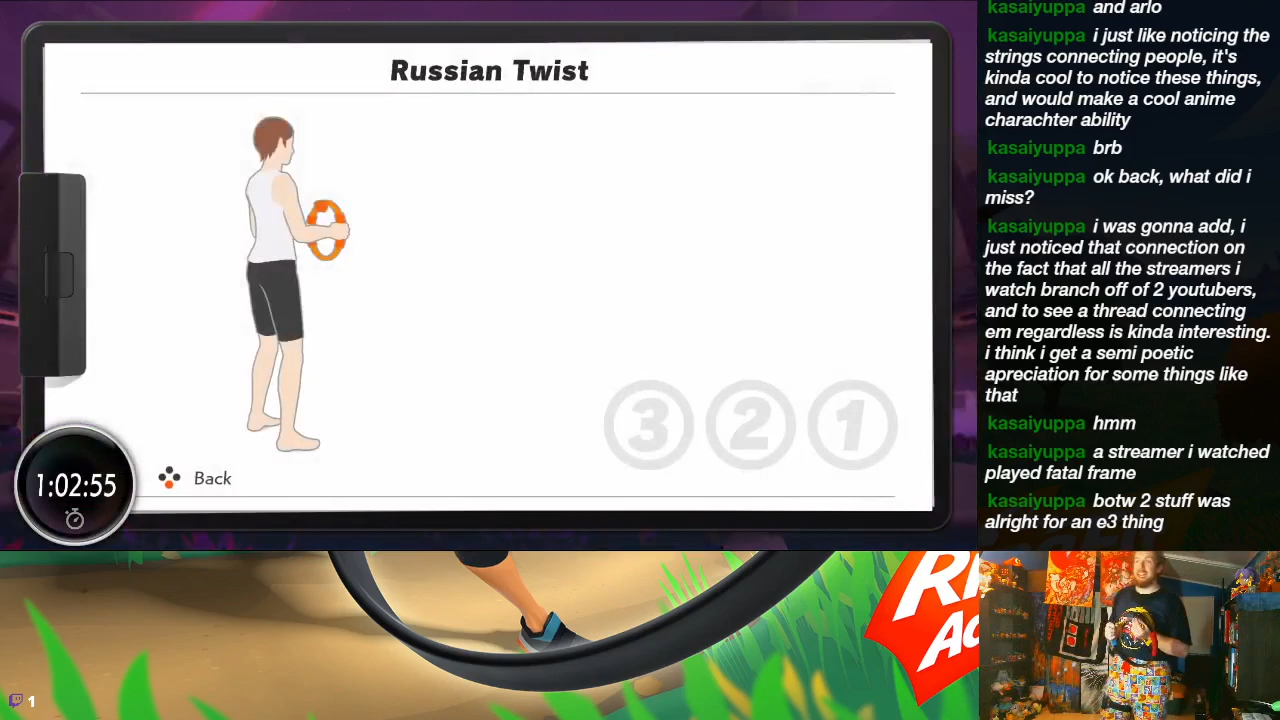 Russian Twist
3 2 1
Back
1:02:55
kasaiyuppa and arlo
kasaiyuppa i just like noticing the
strings connecting people, it's
kinda cool to notice these things,
and would make a cool anime
charachter ability
kasaiyuppa brb
kasaiyuppa ok back, what did i
miss?
kasaiyuppa i was gonna add, i
just noticed that connection on
the fact that all the streamers i
watch branch off of 2 youtubers,
and to see a thread connecting
em regardless is kinda interesting.
i think i get a semi poetic
apreciation for some things like
that
kasaiyuppa hmm
kasaiyuppa a streamer i watched
played fatal frame
kasaiyuppa botw 2 stuff was
alright for an e3 thing
1